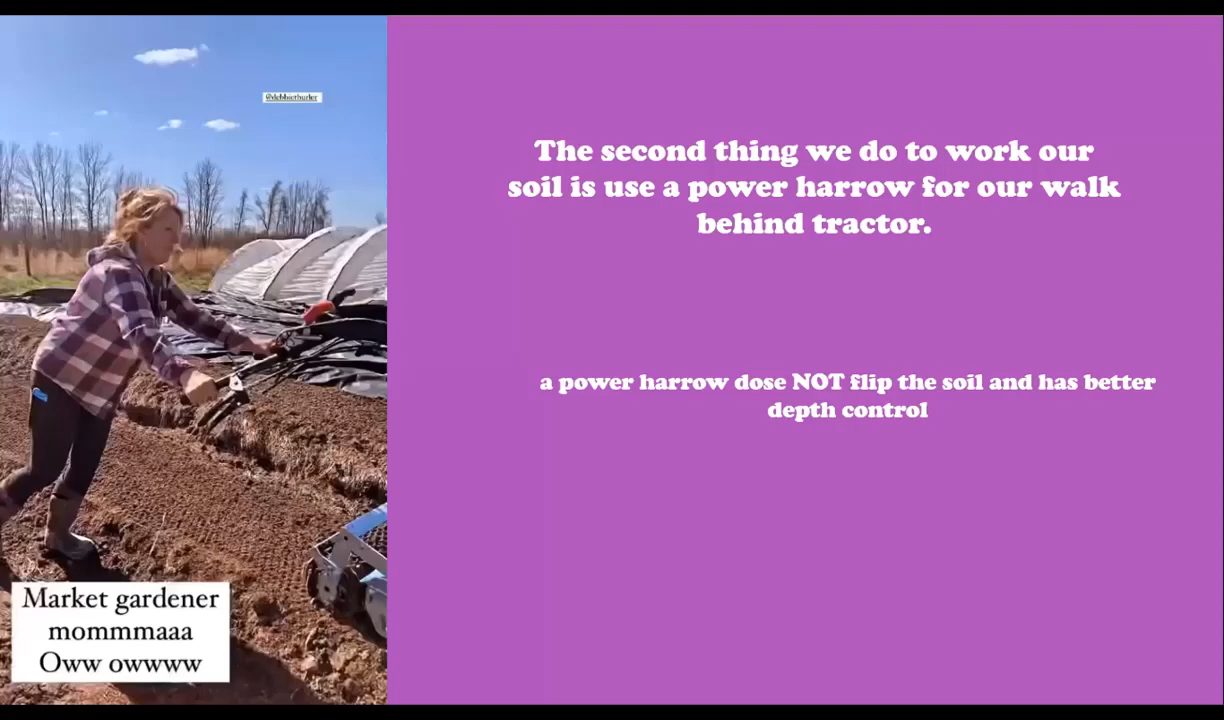 @debbiethurler
The second thing we do to work our
soil is use a power harrow for our walk
behind tractor.
a power harrow dose NOT flip the soil and has better
depth control
Market gardener
mommmaaa
Oww owwww